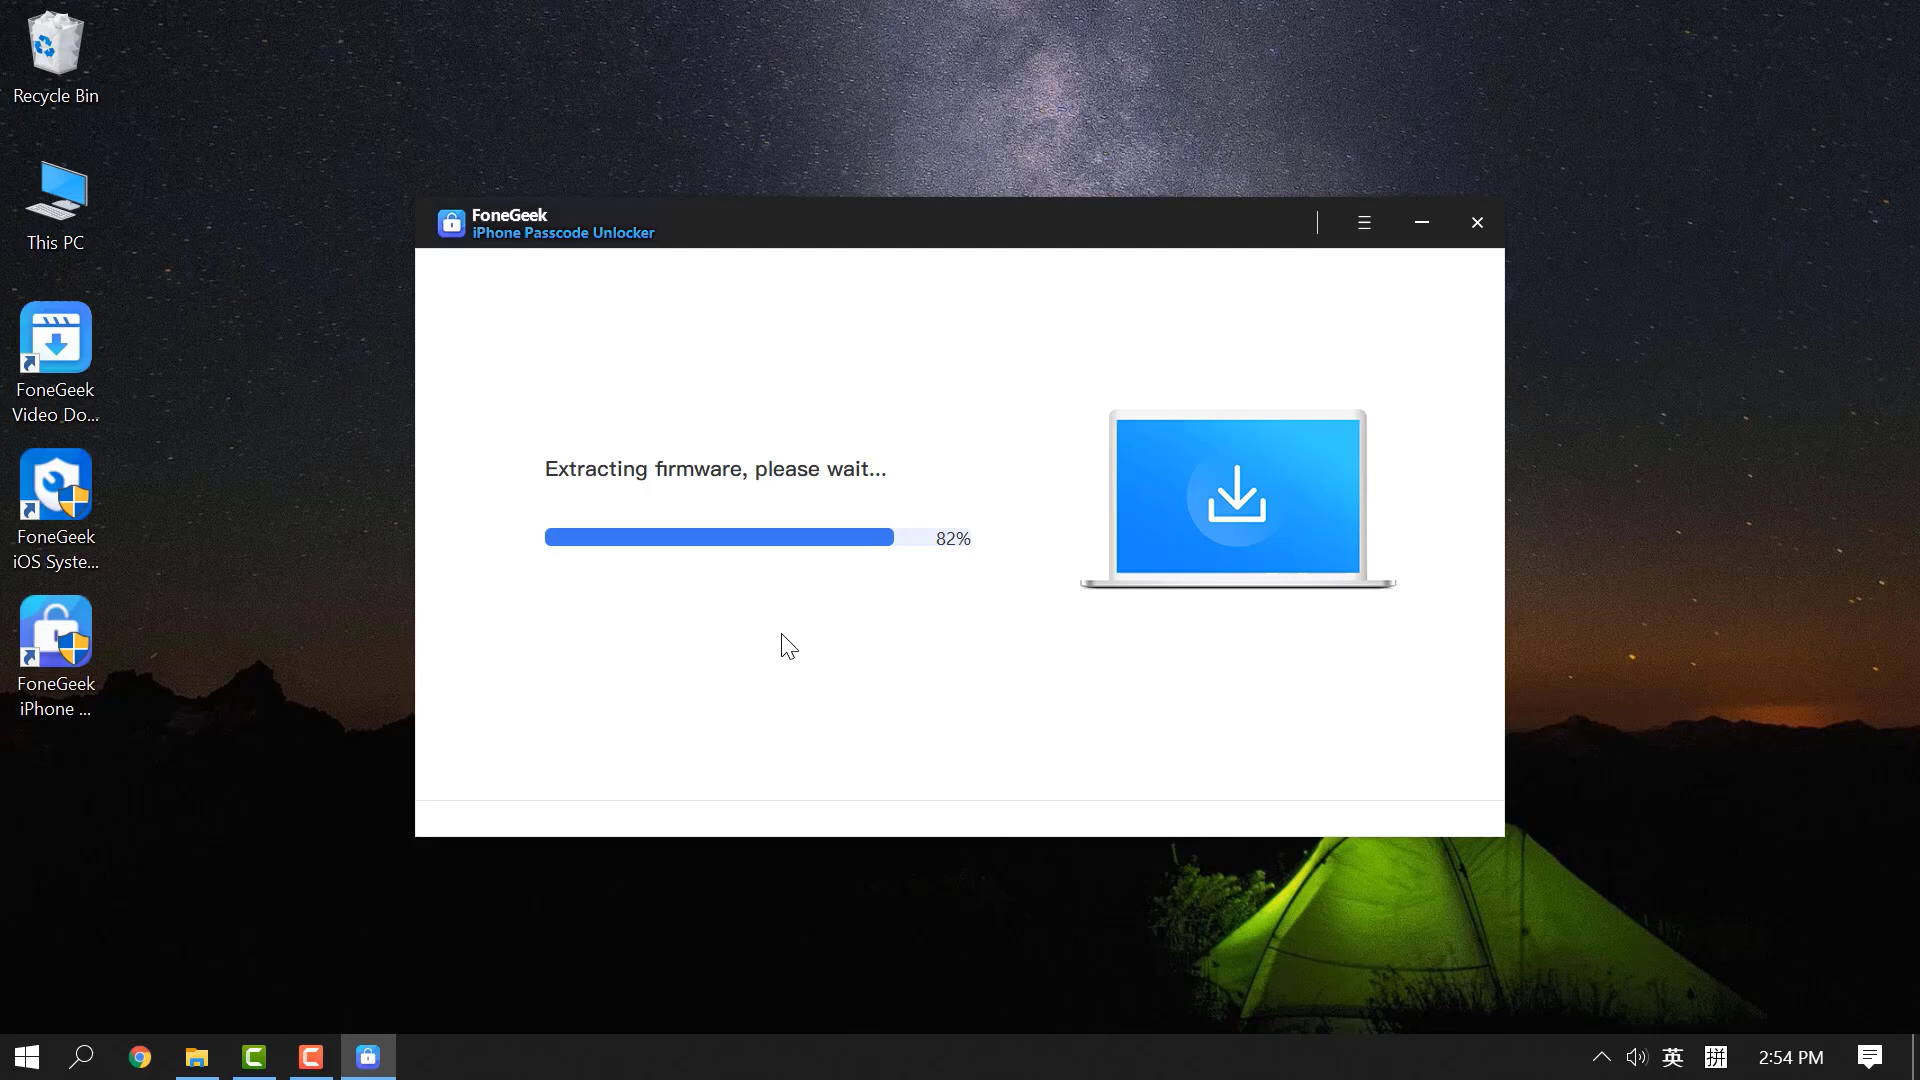 Recycle Bin
This PC
FoneGeek
Video Do...
FoneGeek
iOS Syste...
FoneGeek
iPhone ...
FoneGeek
iPhone Passcode Unlocker
Extracting firmware, please wait...
82%
英
拼
2:54 PM